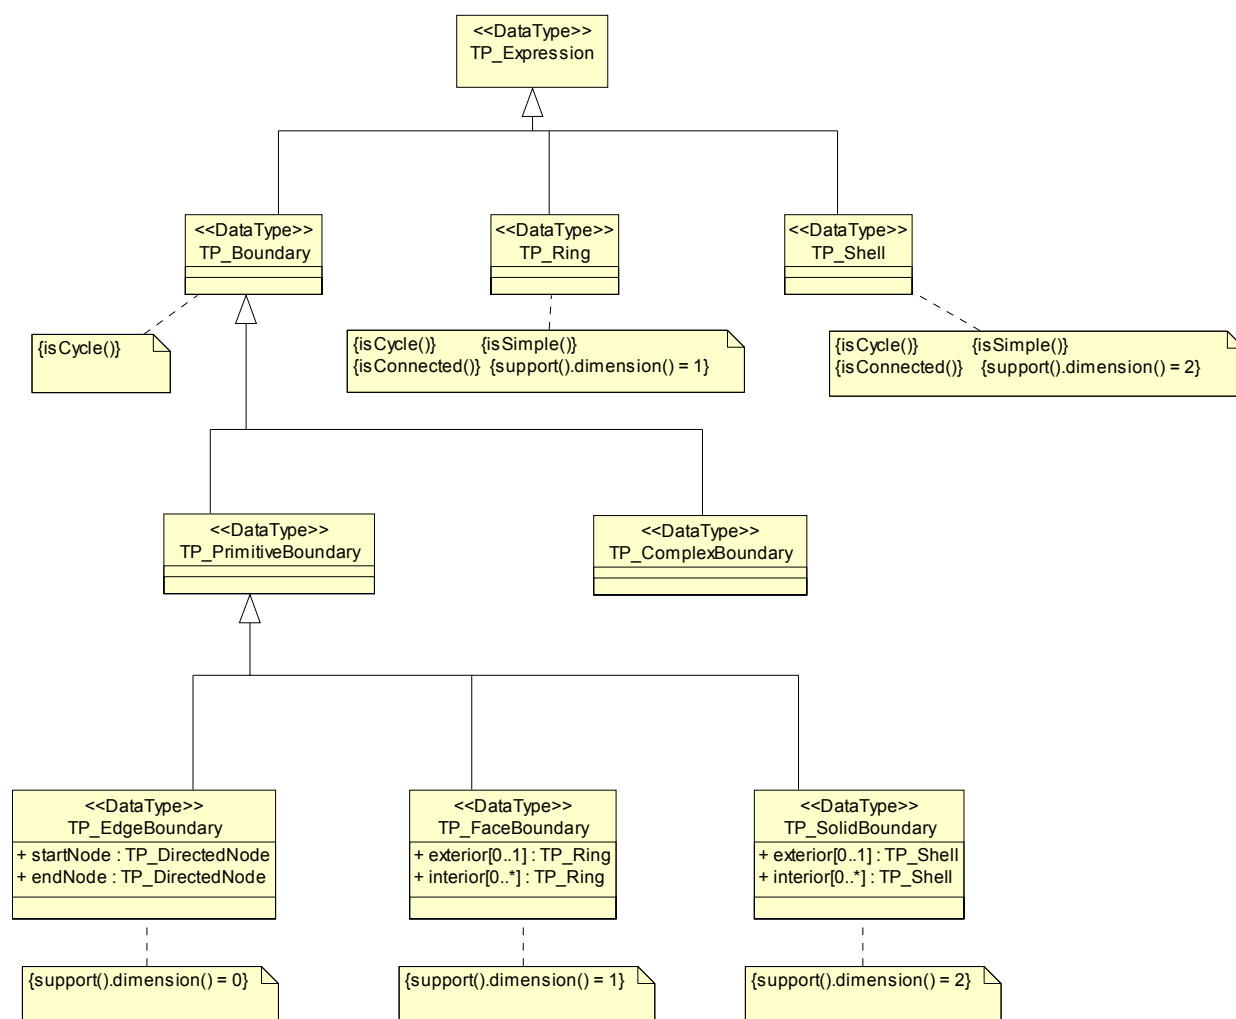 <<DataType>>
TP_Expression
<<DataType>>
TP_Boundary
<<DataType>>
TP_Ring
<<DataType>>
TP_Shell
{isCycle()}
{isCycle()} {isSimple()}
{isConnected()} {support().dimension() = 1}
{isCycle()} {isSimple()}
{isConnected()} {support().dimension() = 2}
<<DataType>>
TP_PrimitiveBoundary
<<DataType>>
TP_ComplexBoundary
<<DataType>>
TP_EdgeBoundary
+ startNode : TP_DirectedNode
+ endNode : TP_DirectedNode
<<DataType>>
TP_FaceBoundary
+ exterior[0..1] : TP_Ring
+ interior[0..*] : TP_Ring
<<DataType>>
TP_SolidBoundary
+ exterior[0..1] : TP_Shell
+ interior[0..*] : TP_Shell
{support().dimension() = 0}
{support().dimension() = 1}
{support().dimension() = 2}